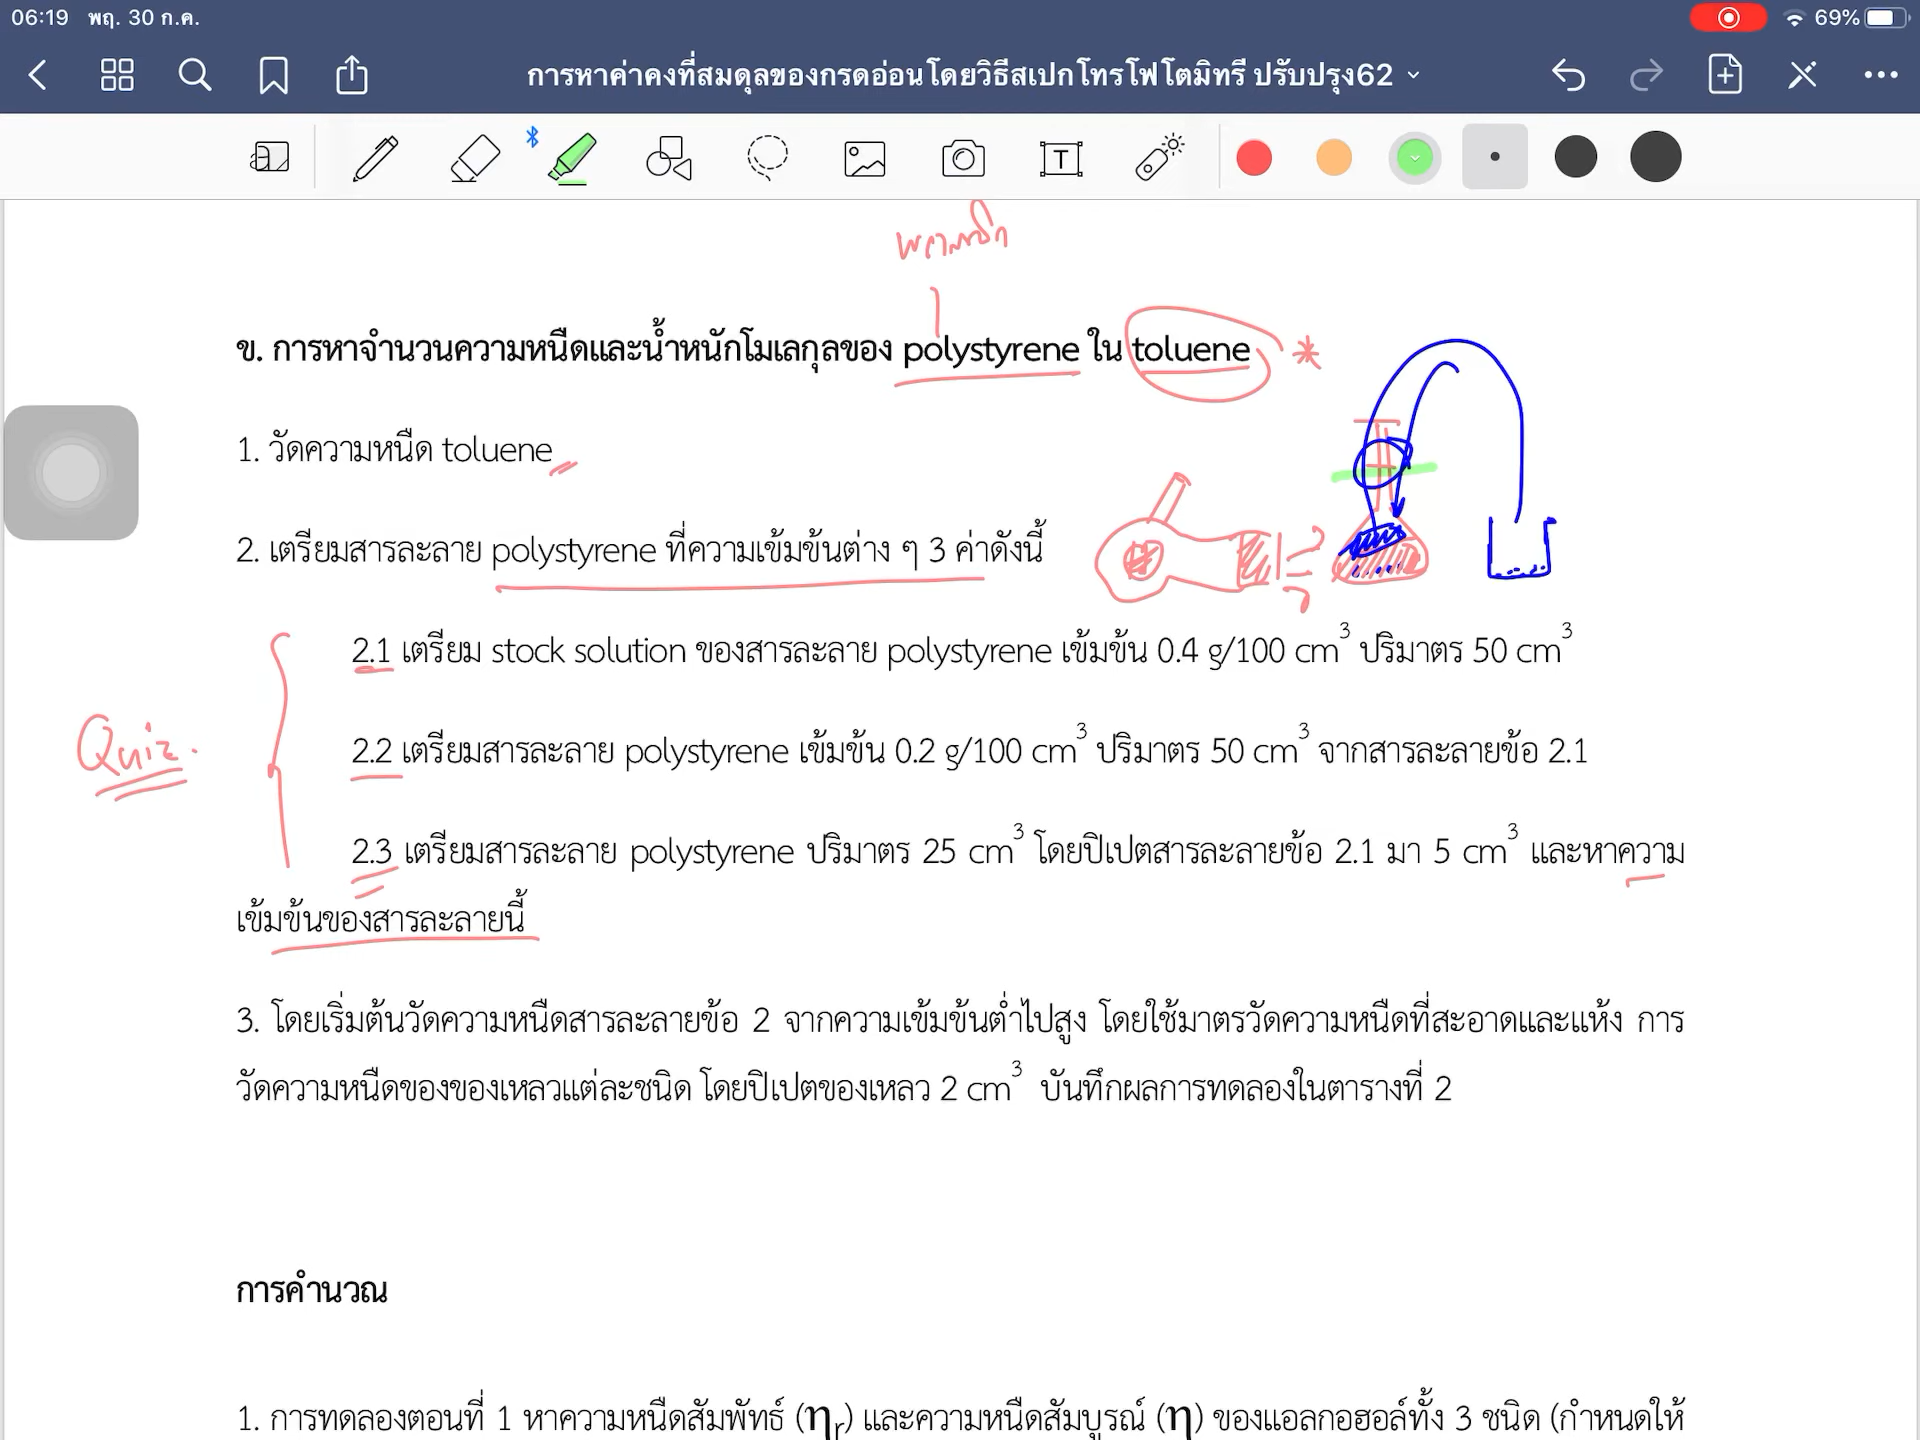 06:19 พฤ. 30 ก.ค.
69%
การหาค่าคงที่สมดุลของกรดอ่อนโดยวิธีสเปกโทรโฟโตมิทรี ปรับปรุง62
พลาสติก
ข. การหาจำนวนความหนืดและน้ำหนักโมเลกุลของ polystyrene ใน toluene *
1. วัดความหนืด toluene
2. เตรียมสารละลาย polystyrene ที่ความเข้มข้นต่าง ๆ 3 ค่าดังนี้
2.1 เตรียม stock solution ของสารละลาย polystyrene เข้มข้น 0.4 g/100 cm³ ปริมาตร 50 cm³
Quiz.
2.2 เตรียมสารละลาย polystyrene เข้มข้น 0.2 g/100 cm³ ปริมาตร 50 cm³ จากสารละลายข้อ 2.1
2.3 เตรียมสารละลาย polystyrene ปริมาตร 25 cm³ โดยปิเปตสารละลายข้อ 2.1 มา 5 cm³ และหาความ
เข้มข้นของสารละลายนี้
3. โดยเริ่มต้นวัดความหนืดสารละลายข้อ 2 จากความเข้มข้นต่ำไปสูง โดยใช้มาตรวัดความหนืดที่สะอาดและแห้ง การ
วัดความหนืดของของเหลวแต่ละชนิด โดยปิเปตของเหลว 2 cm³ บันทึกผลการทดลองในตารางที่ 2
การคำนวณ
1. การทดลองตอนที่ 1 หาความหนืดสัมพัทธ์ (ηr) และความหนืดสัมบูรณ์ (η) ของแอลกอฮอล์ทั้ง 3 ชนิด (กำหนดให้